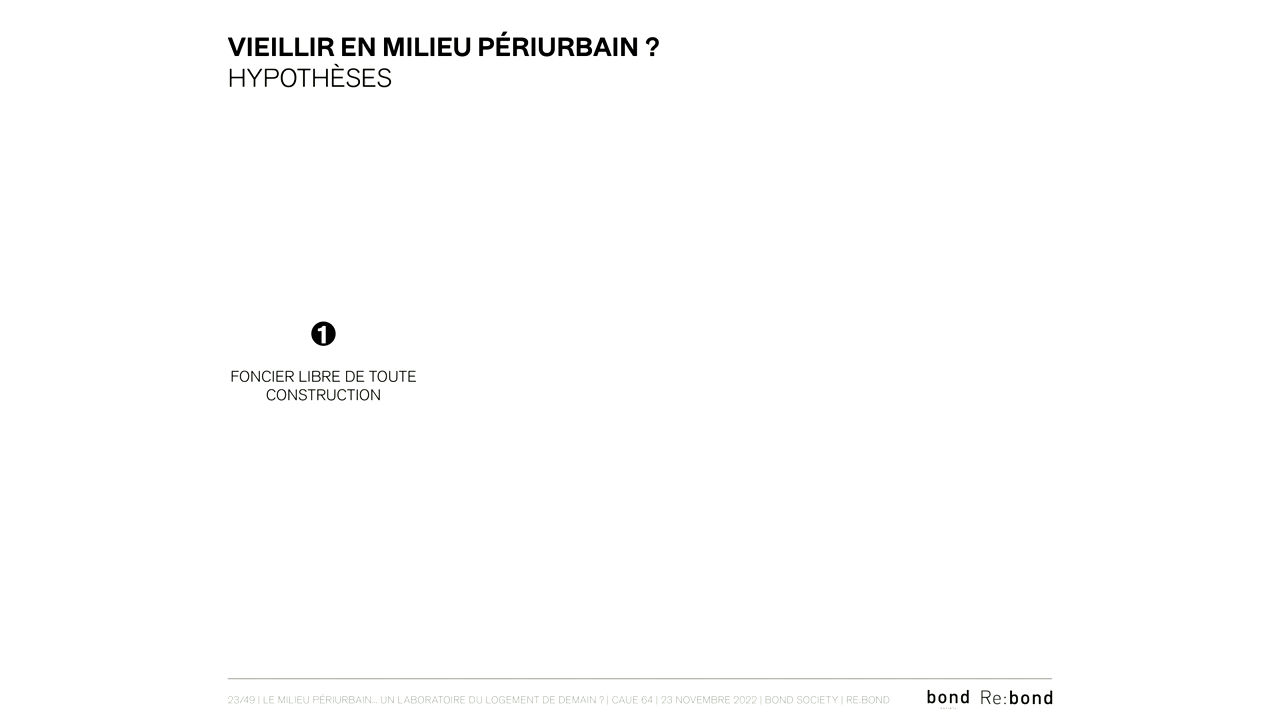 VIEILLIR EN MILIEU PÉRIURBAIN ?
HYPOTHÈSES
1
FONCIER LIBRE DE TOUTE
CONSTRUCTION
23/49 | LE MILIEU PÉRIURBAIN... UN LABORATOIRE DU LOGEMENT DE DEMAIN ? | CAUE 64 | 23 NOVEMBRE 2022 | BOND SOCIETY | RE:BOND
bond Re:bond